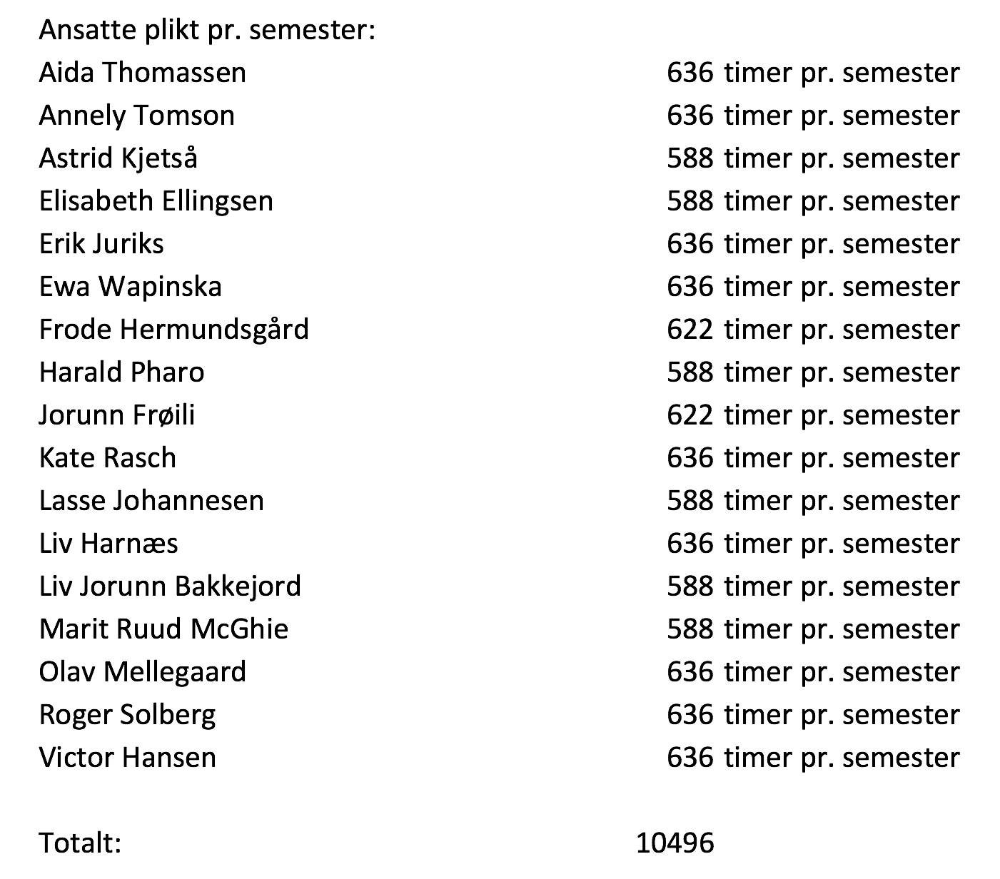 Ansatte plikt pr. semester:
Aida Thomassen 636 timer pr. semester
Annely Tomson 636 timer pr. semester
Astrid Kjetså 588 timer pr. semester
Elisabeth Ellingsen 588 timer pr. semester
Erik Juriks 636 timer pr. semester
Ewa Wapinska 636 timer pr. semester
Frode Hermundsgård 622 timer pr. semester
Harald Pharo 588 timer pr. semester
Jorunn Frøili 622 timer pr. semester
Kate Rasch 636 timer pr. semester
Lasse Johannesen 588 timer pr. semester
Liv Harnæs 636 timer pr. semester
Liv Jorunn Bakkejord 588 timer pr. semester
Marit Ruud McGhie 588 timer pr. semester
Olav Mellegaard 636 timer pr. semester
Roger Solberg 636 timer pr. semester
Victor Hansen 636 timer pr. semester
Totalt: 10496